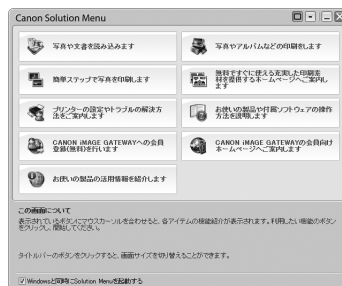 Canon Solution Menu
写真や文書を読み込みます
写真やアルバムなどの印刷をします
簡単ステップで写真を印刷します
無料ですぐに使える充実した印刷素
材を提供するホームページへご案内し
ます
プリンターの設定やトラブルの解決方
法をご案内します
お使いの製品や付属ソフトウェアの操作
方法を説明します
CANON iMAGE GATEWAYへの会員
登録(無料)を行います
CANON iMAGE GATEWAYの会員向け
ホームページへご案内します
お使いの製品の活用情報を紹介します
この画面について
表示されているボタンにマウスカーソルを合わせると、各アイテムの機能紹介が表示されます。利用したい機能のボタン
をクリックし、開始してください。
タイトルバーのボタンをクリックすると、画面サイズを切り替えることができます。
Windowsと同時にSolution Menuを起動する